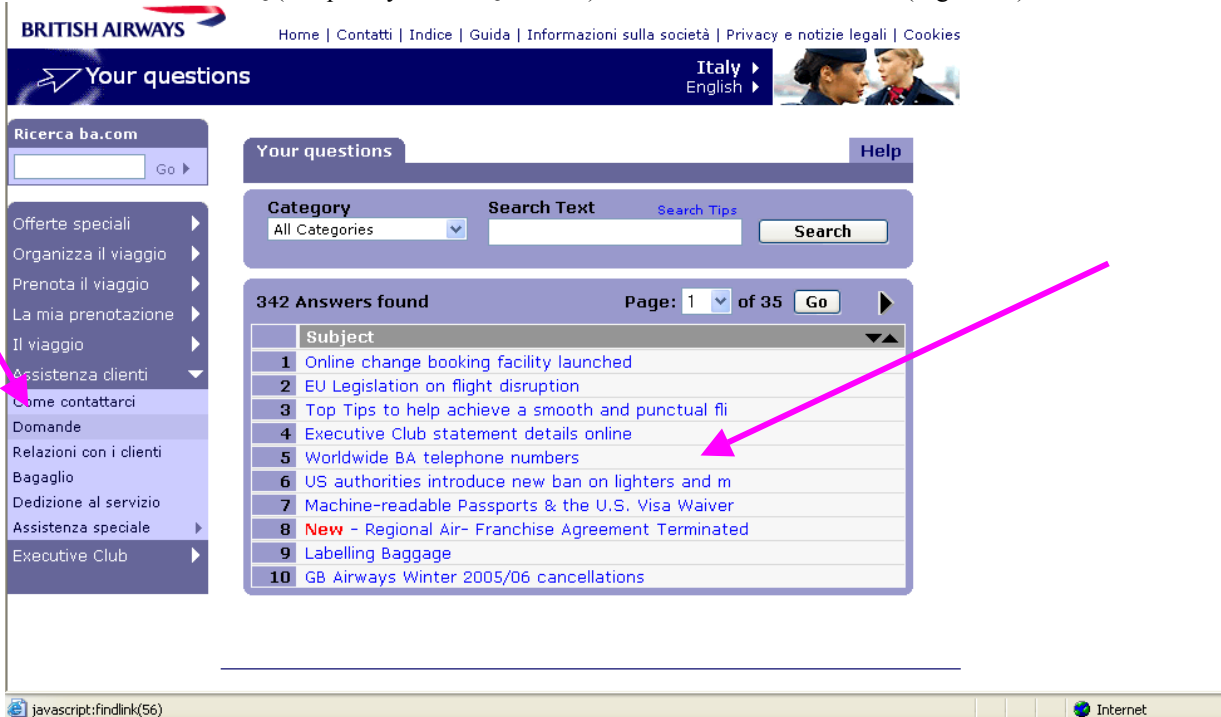 BRITISH AIRWAYS
Home | Contatti | Indice | Guida | Informazioni sulla società | Privacy e notizie legali | Cookies
Your questions
Italy
English
Ricerca ba.com
Go
Offerte speciali
Organizza il viaggio
Prenota il viaggio
La mia prenotazione
Il viaggio
Assistenza clienti
Come contattarci
Domande
Relazioni con i clienti
Bagaglio
Dedizione al servizio
Assistenza speciale
Executive Club
Your questions Help
Category Search Text Search Tips
All Categories Search
342 Answers found Page: 1 of 35 Go
Subject
1 Online change booking facility launched
2 EU Legislation on flight disruption
3 Top Tips to help achieve a smooth and punctual fli
4 Executive Club statement details online
5 Worldwide BA telephone numbers
6 US authorities introduce new ban on lighters and m
7 Machine-readable Passports & the U.S. Visa Waiver
8 New - Regional Air- Franchise Agreement Terminated
9 Labelling Baggage
10 GB Airways Winter 2005/06 cancellations
javascript:findlink(56) Internet